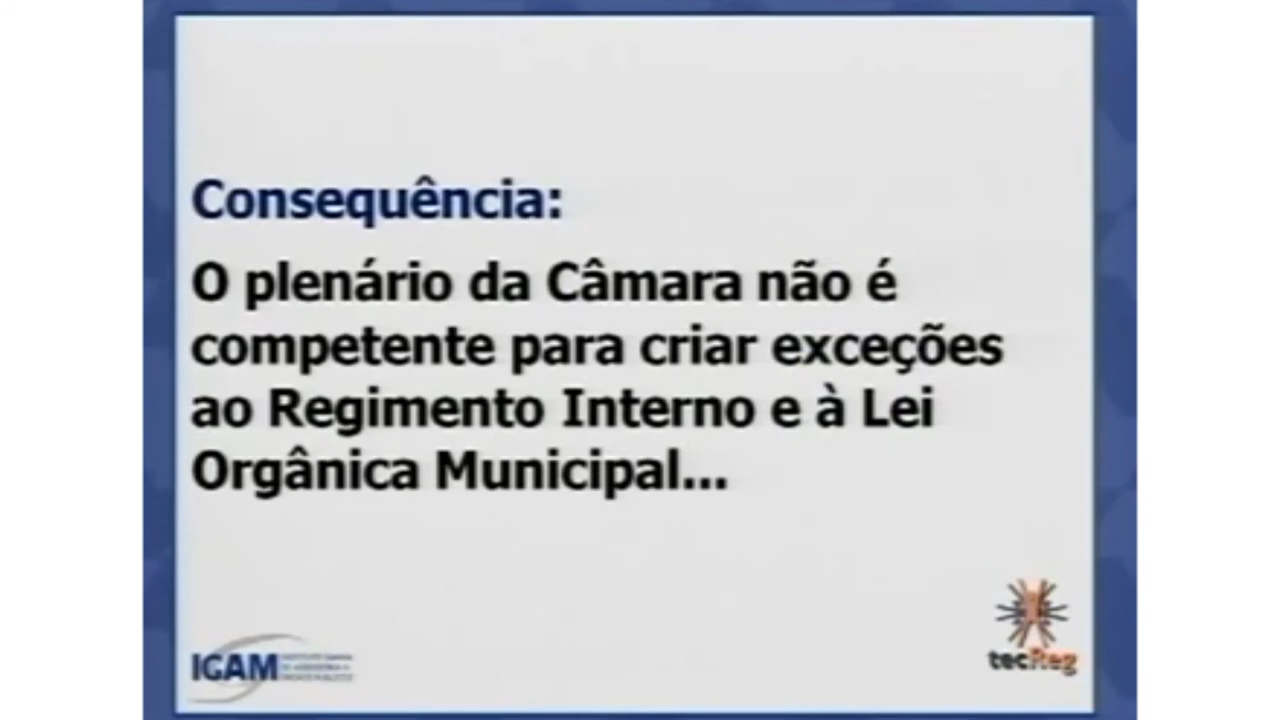 Consequência:
O plenário da Câmara não é
competente para criar exceções
ao Regimento Interno e à Lei
Orgânica Municipal...
IGAM
tecReg